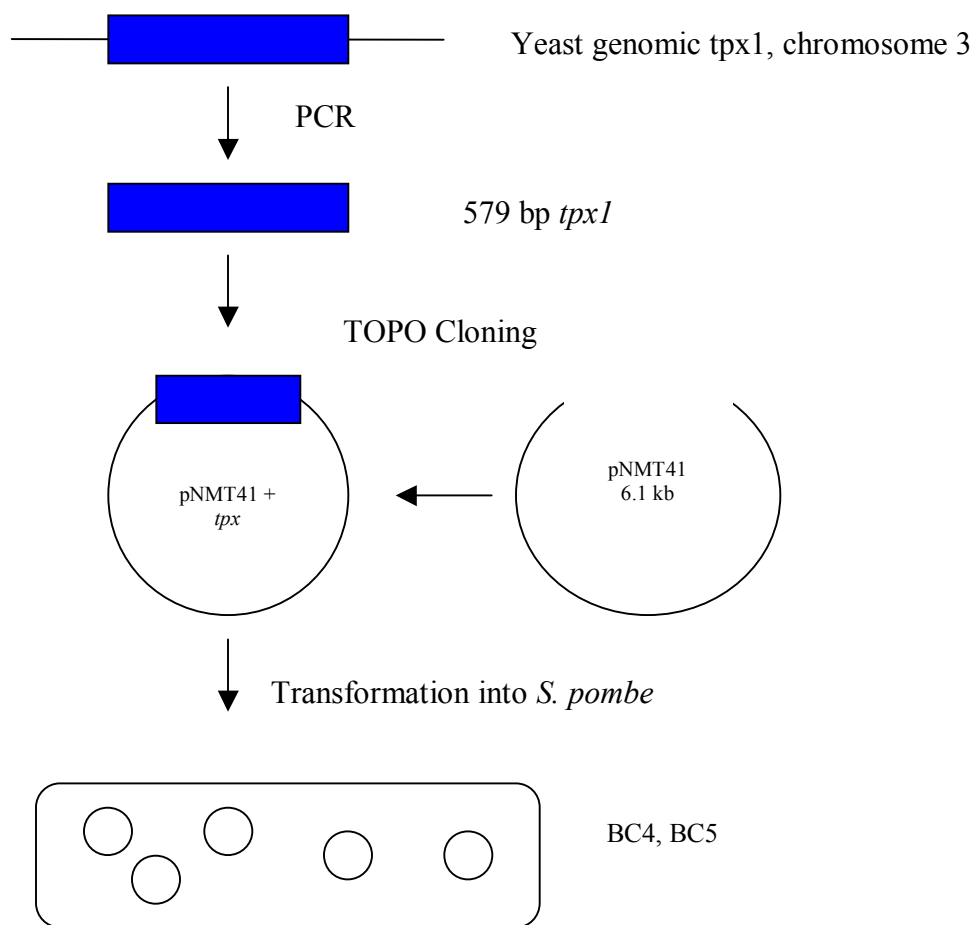 Yeast genomic tpx1, chromosome 3
PCR
579 bp tpx1
TOPO Cloning
pNMT41 +
tpx
pNMT41
6.1 kb
Transformation into S. pombe
BC4, BC5